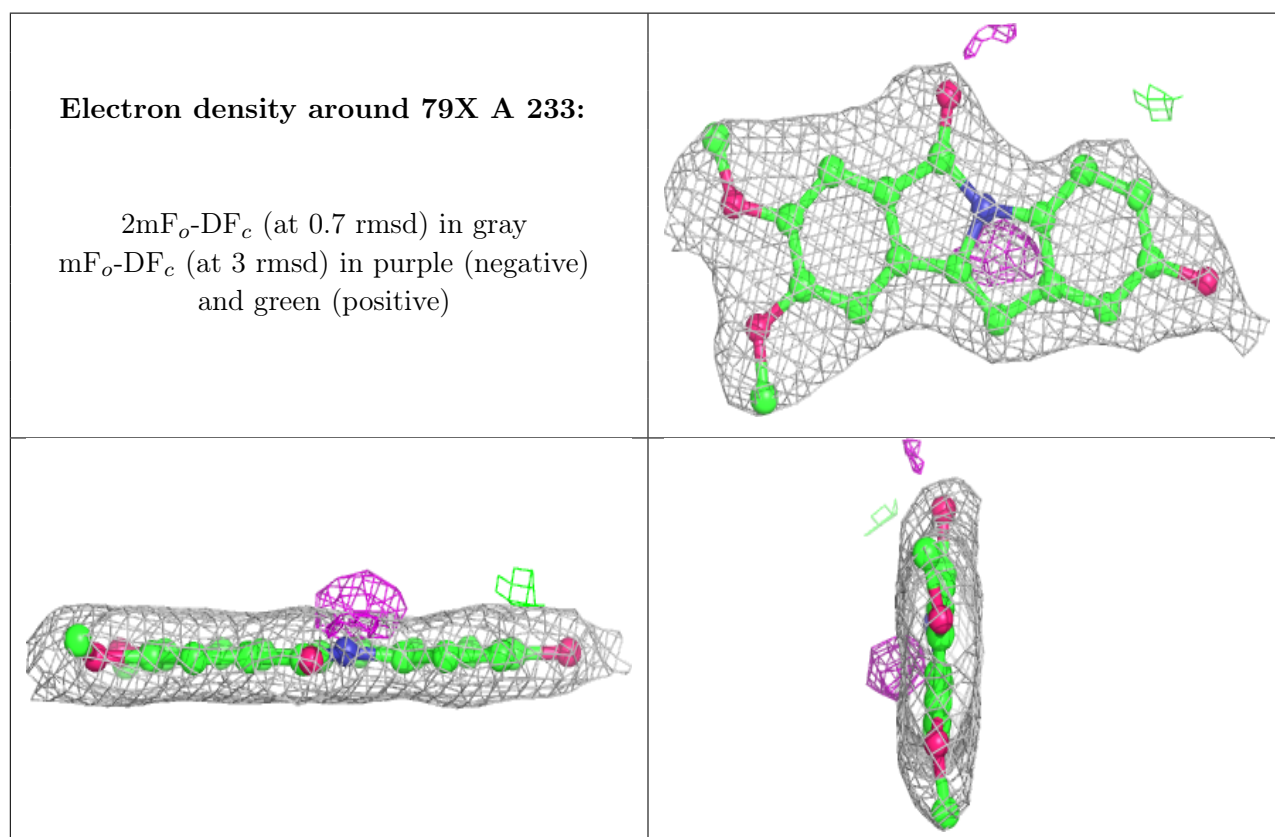 Electron density around 79X A 233:
2mFo-DFc (at 0.7 rmsd) in gray
mFo-DFc (at 3 rmsd) in purple (negative)
and green (positive)